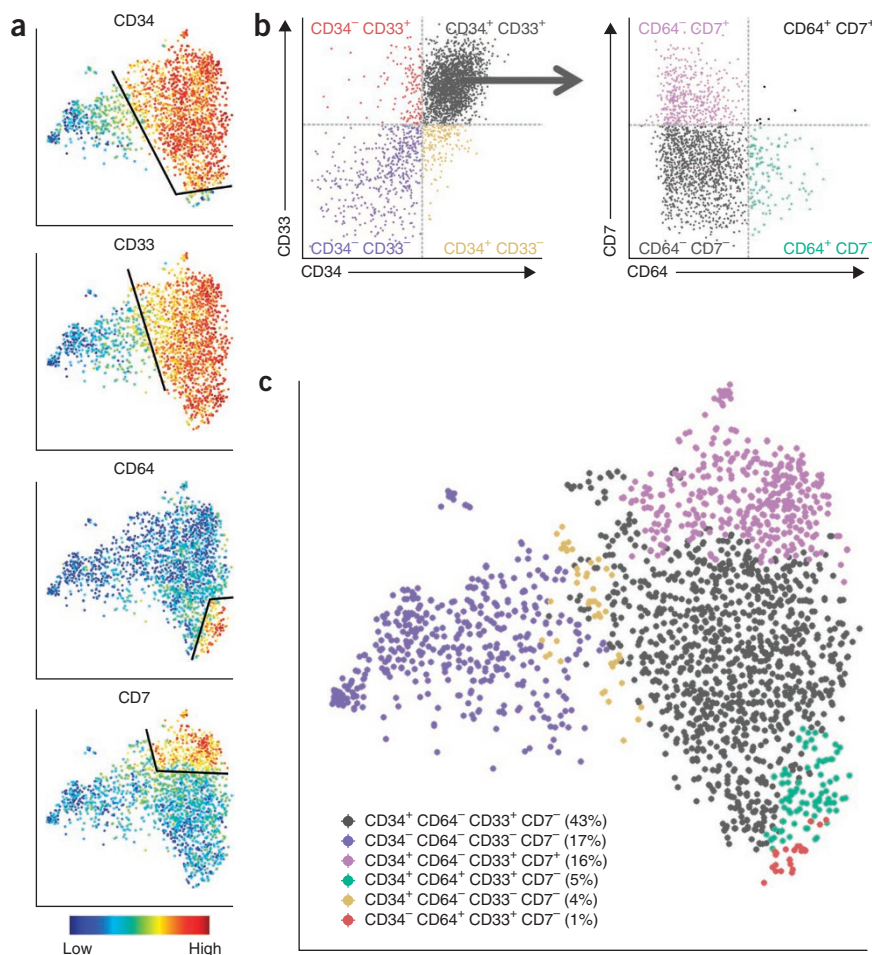 a
CD34
CD33
CD64
CD7
Low High
b
CD34⁻ CD33⁺ CD34⁺ CD33⁺
CD34⁻ CD33⁻ CD34⁺ CD33⁻
CD33
CD34
CD64⁻ CD7⁺ CD64⁺ CD7⁺
CD64⁻ CD7⁻ CD64⁺ CD7⁻
CD7
CD64
c
CD34⁺ CD64⁻ CD33⁺ CD7⁻ (43%)
CD34⁻ CD64⁻ CD33⁻ CD7⁻ (17%)
CD34⁺ CD64⁻ CD33⁺ CD7⁺ (16%)
CD34⁺ CD64⁺ CD33⁺ CD7⁻ (5%)
CD34⁺ CD64⁻ CD33⁻ CD7⁻ (4%)
CD34⁻ CD64⁺ CD33⁺ CD7⁻ (1%)